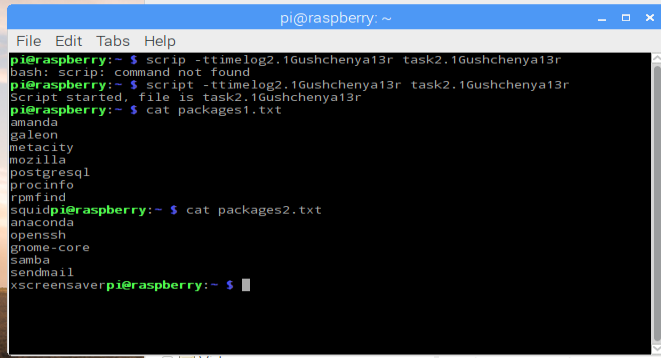 pi@raspberry: ~
File Edit Tabs Help
pi@raspberry:~ $ scrip -ttimelog2.1Gushchenya13r task2.1Gushchenya13r
bash: scrip: command not found
pi@raspberry:~ $ script -ttimelog2.1Gushchenya13r task2.1Gushchenya13r
Script started, file is task2.1Gushchenya13r
pi@raspberry:~ $ cat packages1.txt
amanda
galeon
metacity
mozilla
postgresql
procinfo
rpmfind
squidpi@raspberry:~ $ cat packages2.txt
anaconda
openssh
gnome-core
samba
sendmail
xscreensaverpi@raspberry:~ $